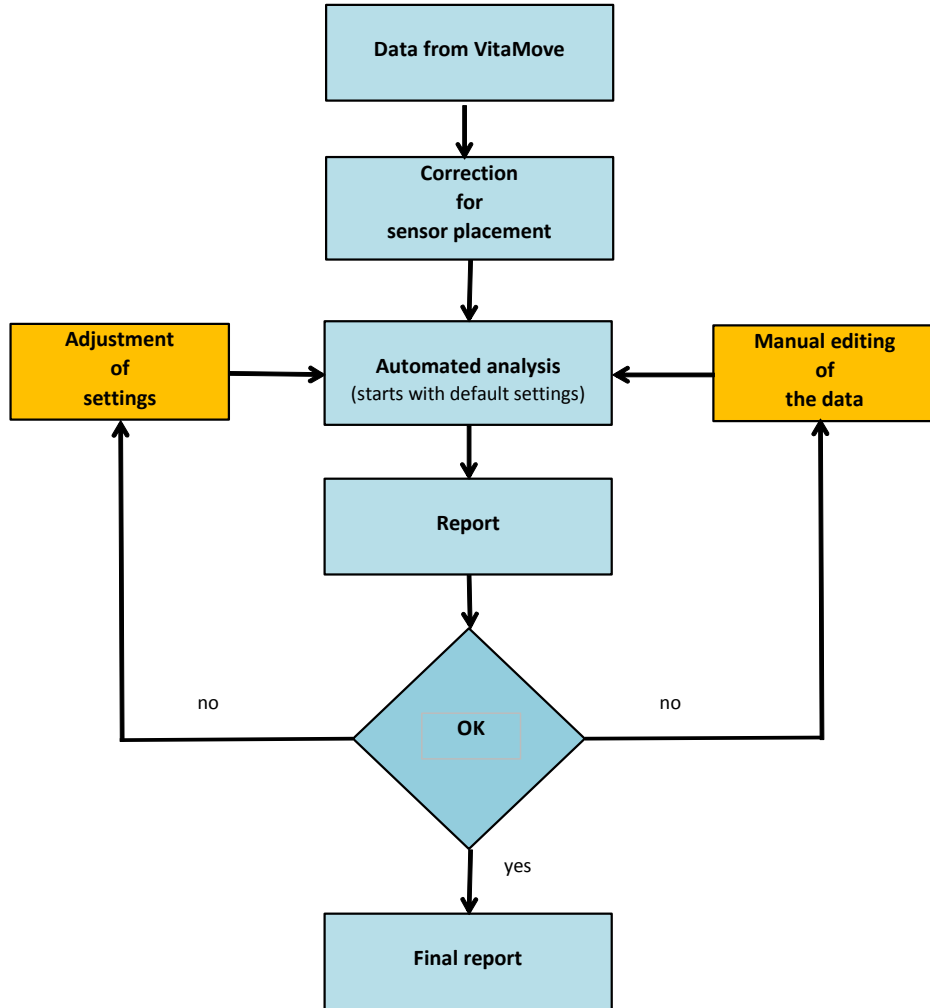 Data from VitaMove
Correction
for
sensor placement
Adjustment
of
settings
Automated analysis
(starts with default settings)
Manual editing
of
the data
Report
no
OK
no
yes
Final report